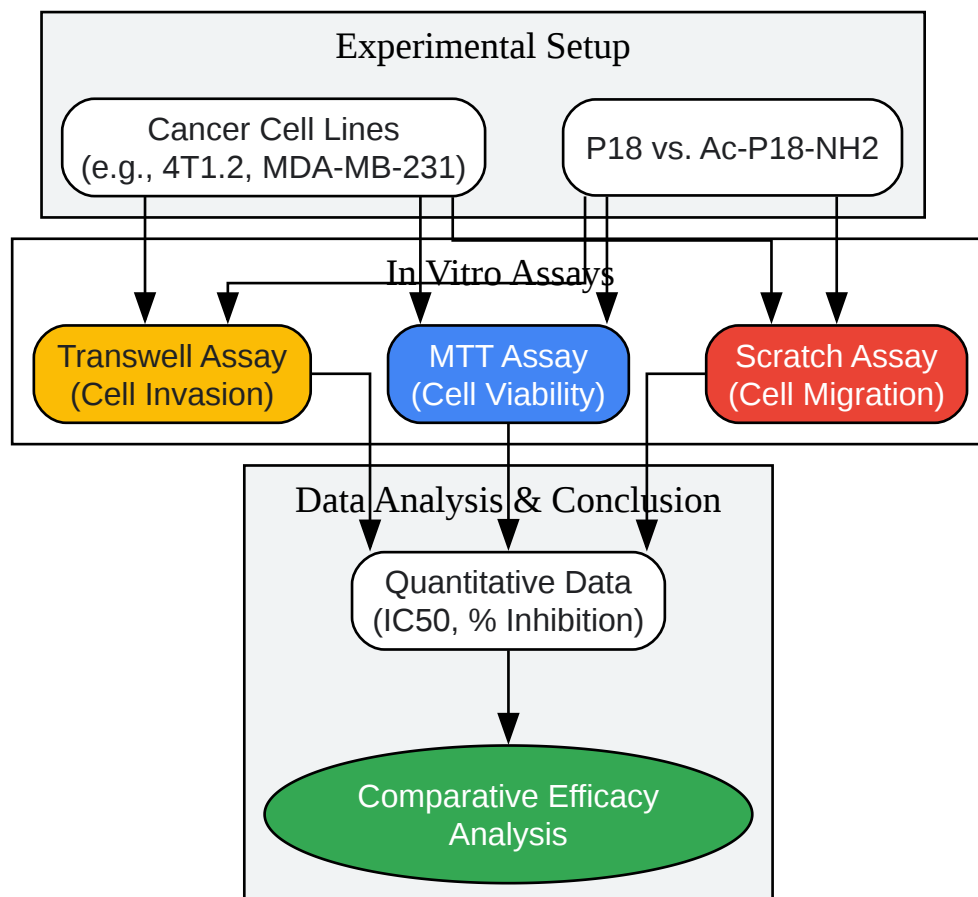 Experimental Setup
Cancer Cell Lines
(e.g., 4T1.2, MDA-MB-231)
P18 vs. Ac-P18-NH2
In Vitro Assays
Transwell Assay
(Cell Invasion)
MTT Assay
(Cell Viability)
Scratch Assay
(Cell Migration)
Data Analysis & Conclusion
Quantitative Data
(IC50, % Inhibition)
Comparative Efficacy
Analysis